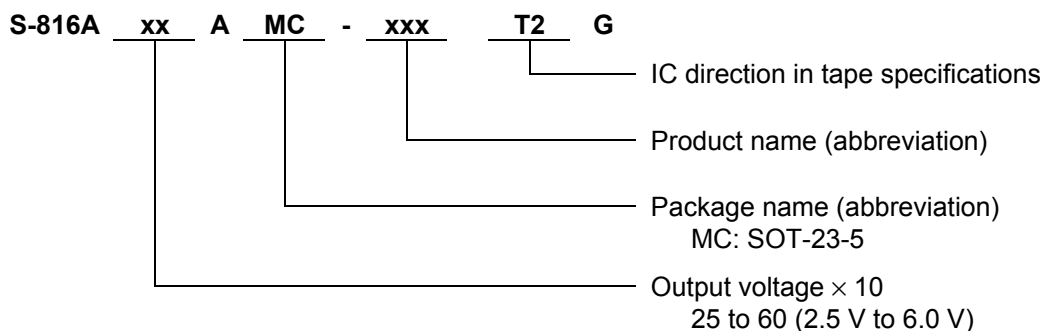 S-816A xx A MC - xxx T2 G
IC direction in tape specifications
Product name (abbreviation)
Package name (abbreviation)
MC: SOT-23-5
Output voltage × 10
25 to 60 (2.5 V to 6.0 V)